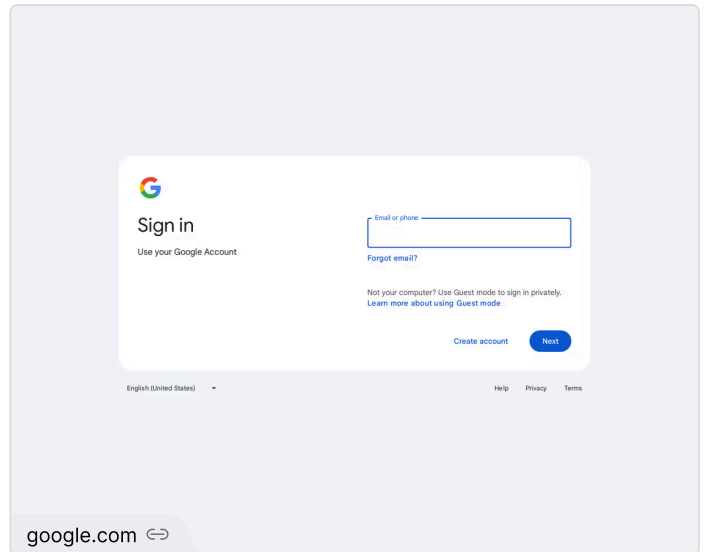 Sign in
Use your Google Account
Email or phone
Forgot email?
Not your computer? Use Guest mode to sign in privately.
Learn more about using Guest mode
Create account
Next
English (United States)
Help
Privacy
Terms
google.com